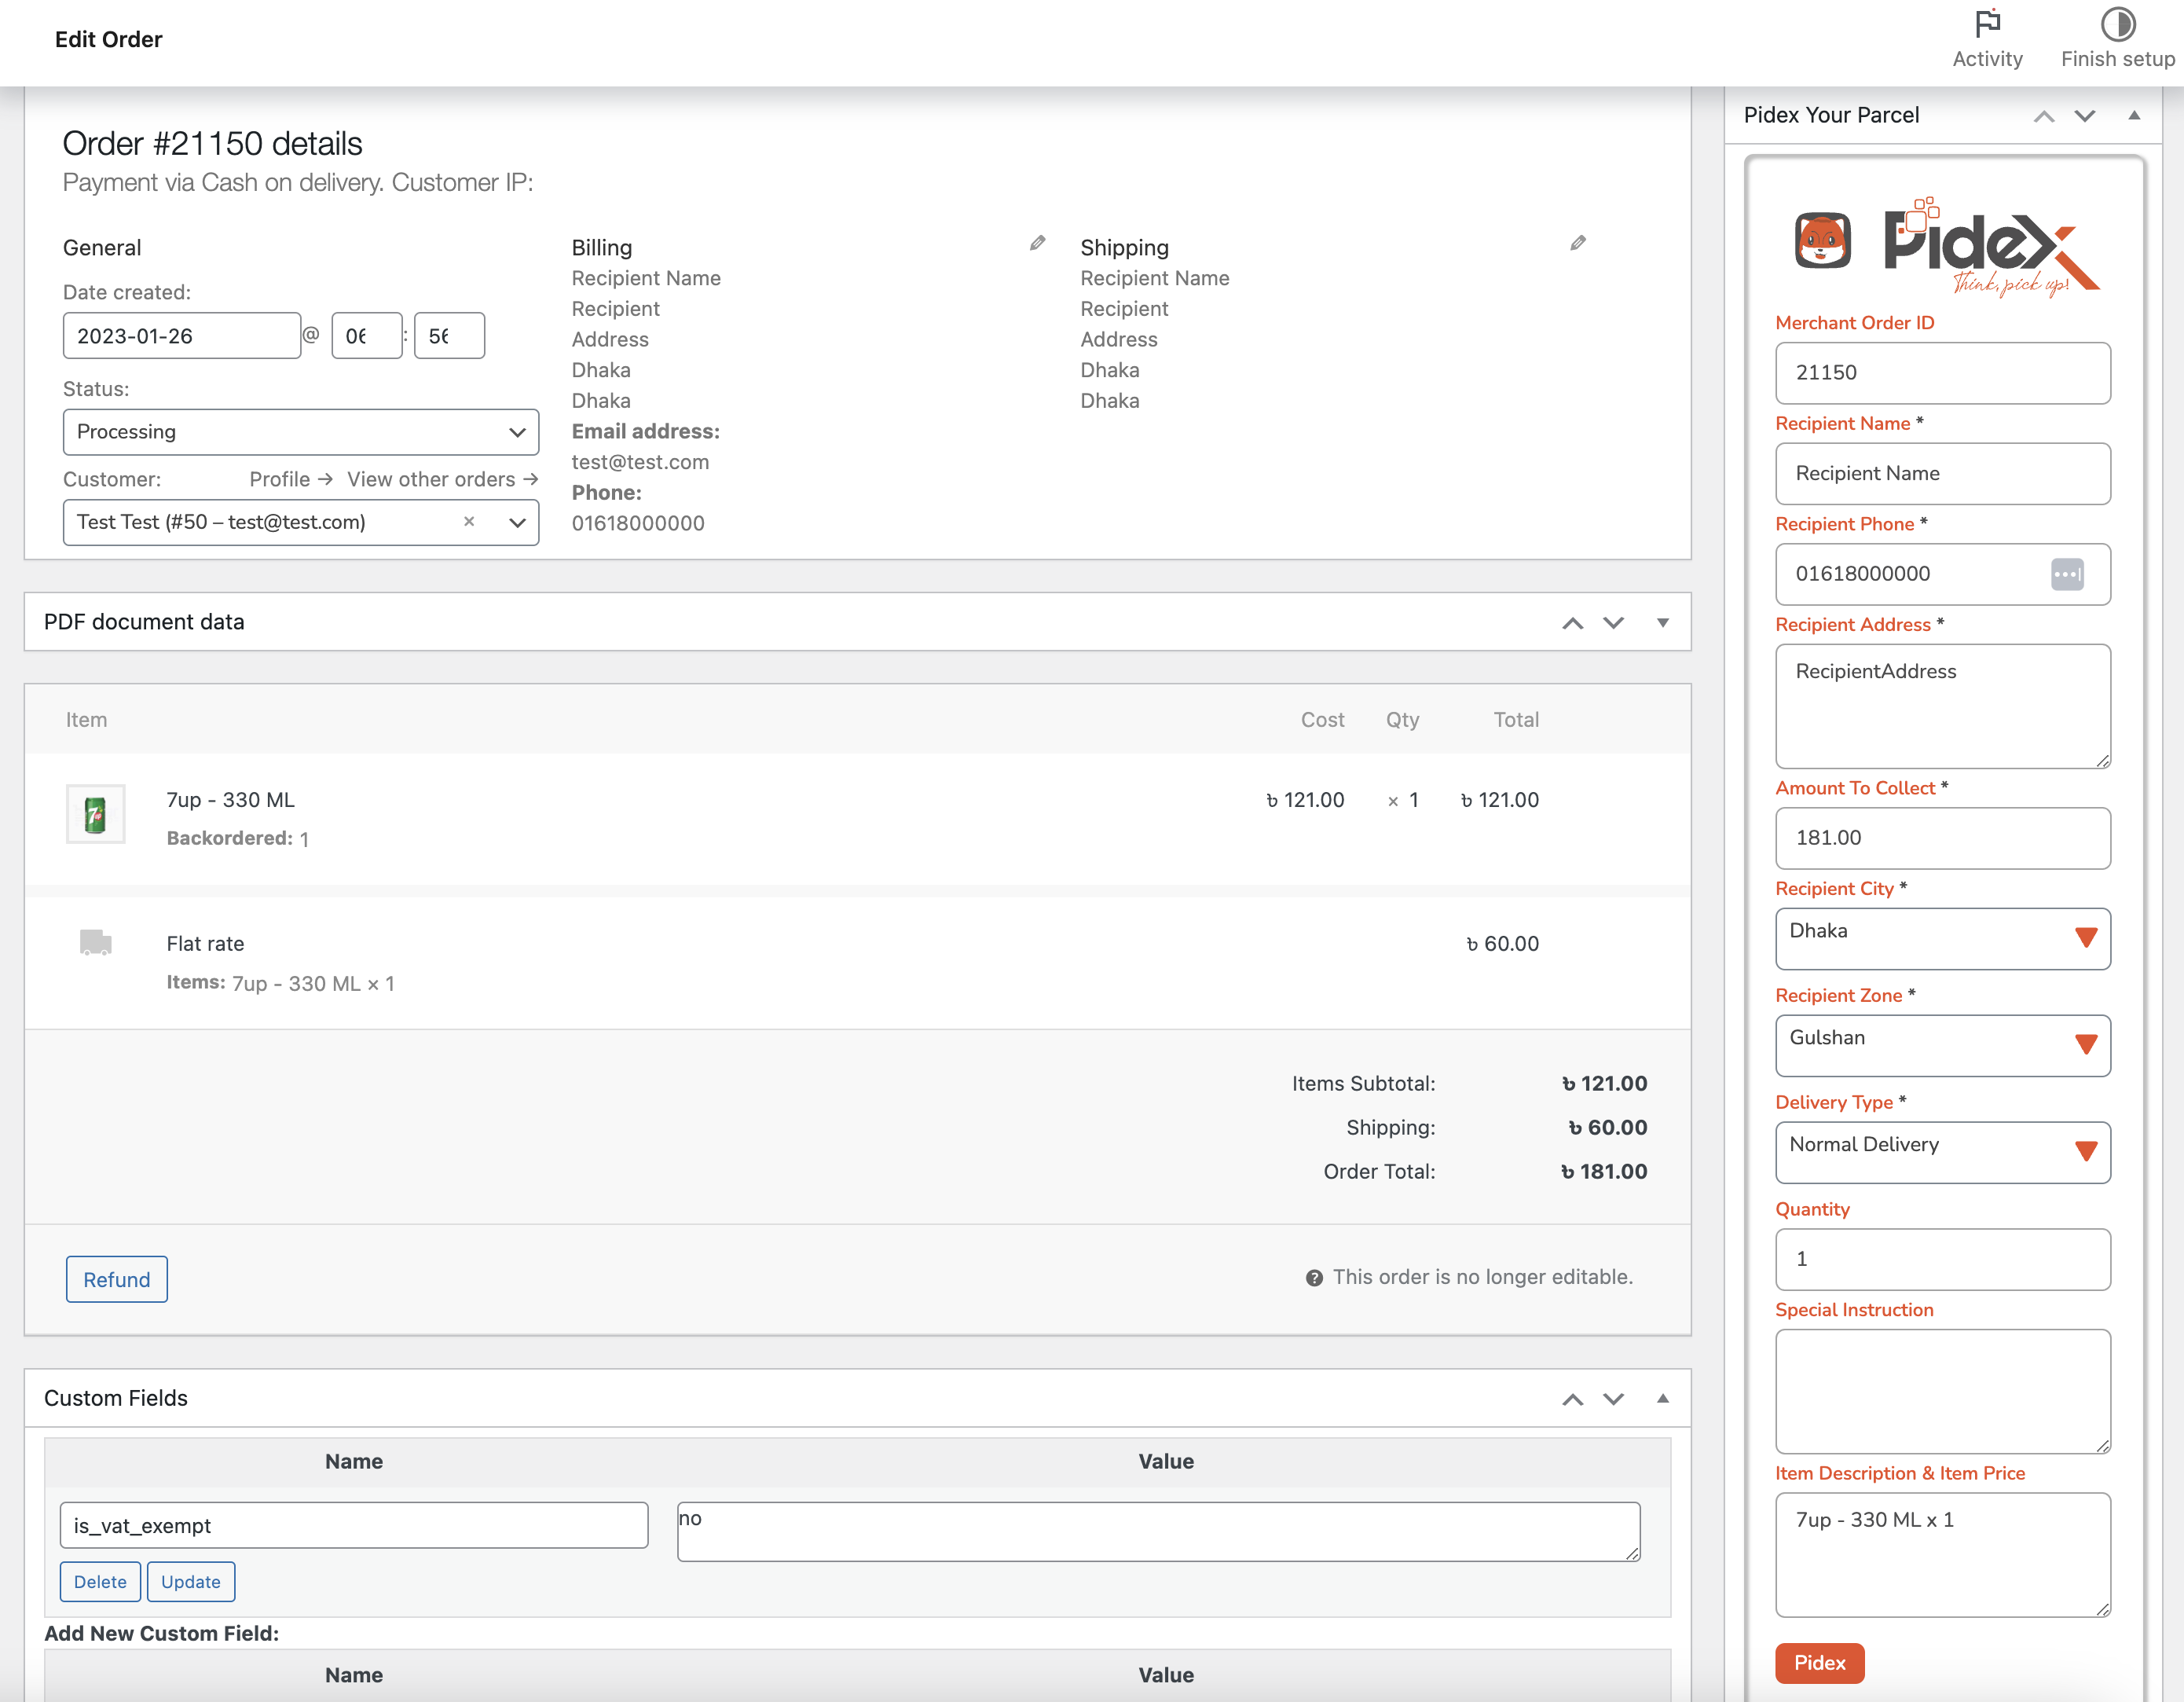 Edit Order
Activity
Finish setup
Order #21150 details
Payment via Cash on delivery. Customer IP:
General
Date created:
2023-01-26 @ 06 : 56
Status:
Processing
Customer: Profile → View other orders →
Test Test (#50 – test@test.com) ×
Billing
Recipient Name
Recipient
Address
Dhaka
Dhaka
Email address:
test@test.com
Phone:
01618000000
Shipping
Recipient Name
Recipient
Address
Dhaka
Dhaka
PDF document data
Item Cost Qty Total
7up - 330 ML ৳ 121.00 × 1 ৳ 121.00
Backordered: 1
Flat rate ৳ 60.00
Items: 7up - 330 ML × 1
Items Subtotal: ৳ 121.00
Shipping: ৳ 60.00
Order Total: ৳ 181.00
Refund
This order is no longer editable.
Custom Fields
Name Value
is_vat_exempt no
Delete Update
Add New Custom Field:
Name Value
Pidex Your Parcel
Pidex
Think, pick up!
Merchant Order ID
21150
Recipient Name *
Recipient Name
Recipient Phone *
01618000000
Recipient Address *
RecipientAddress
Amount To Collect *
181.00
Recipient City *
Dhaka
Recipient Zone *
Gulshan
Delivery Type *
Normal Delivery
Quantity
1
Special Instruction
Item Description & Item Price
7up - 330 ML x 1
Pidex